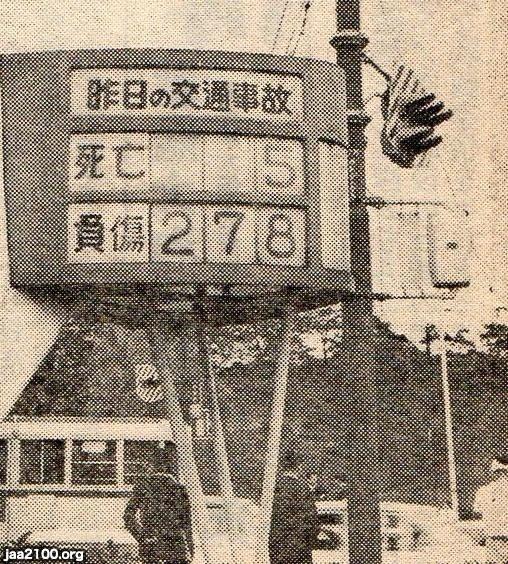 昨日の交通事故
死亡 5
負傷 278
jaa2100.org